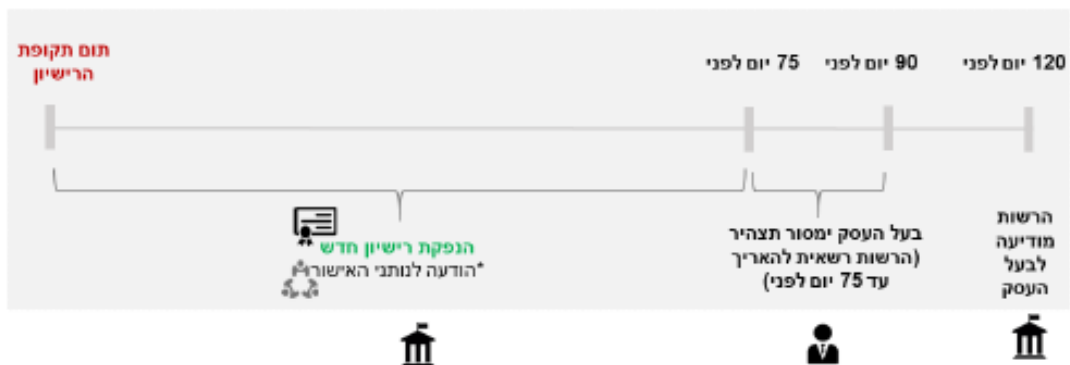 120 יום לפני
90 יום לפני
75 יום לפני
תום תקופת
הרישיון
הרשות
מודיעה
לבעל
העסק
בעל העסק ימסור תצהיר
(הרשות רשאית להאריך
עד 75 יום לפני)
הנפקת רישיון חדש
*הודעה לנותני האישור